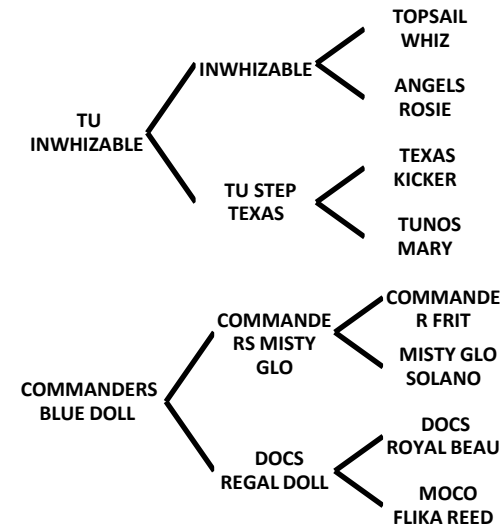 TOPSAIL
WHIZ
INWHIZABLE
ANGELS
ROSIE
TU
INWHIZABLE
TEXAS
KICKER
TU STEP
TEXAS
TUNOS
MARY
COMMANDE
R FRIT
COMMANDE
RS MISTY
GLO
MISTY GLO
SOLANO
COMMANDERS
BLUE DOLL
DOCS
ROYAL BEAU
DOCS
REGAL DOLL
MOCO
FLIKA REED